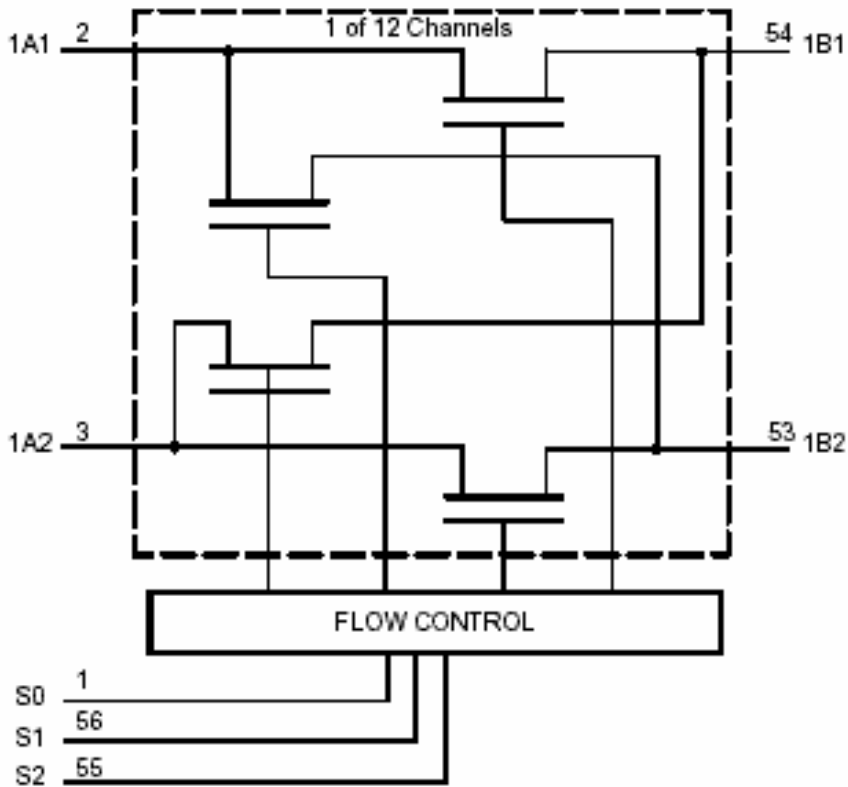 1 of 12 Channels
1A1 2 54 1B1
1A2 3 53 1B2
FLOW CONTROL
S0 1
S1 56
S2 55